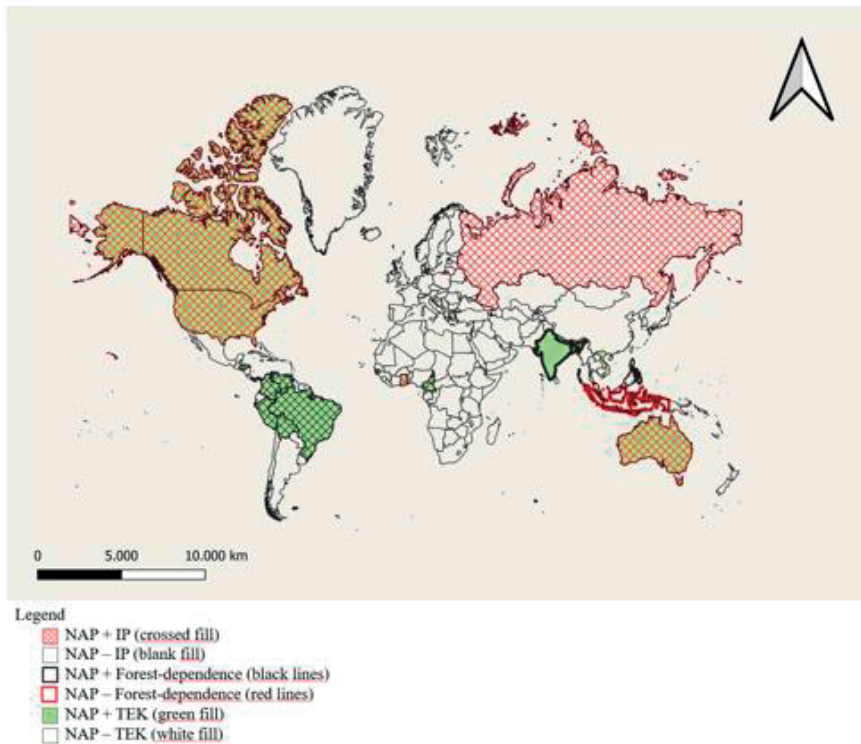 0 5.000 10.000 km
Legend
NAP + IP (crossed fill)
NAP – IP (blank fill)
NAP + Forest-dependence (black lines)
NAP – Forest-dependence (red lines)
NAP + TEK (green fill)
NAP – TEK (white fill)